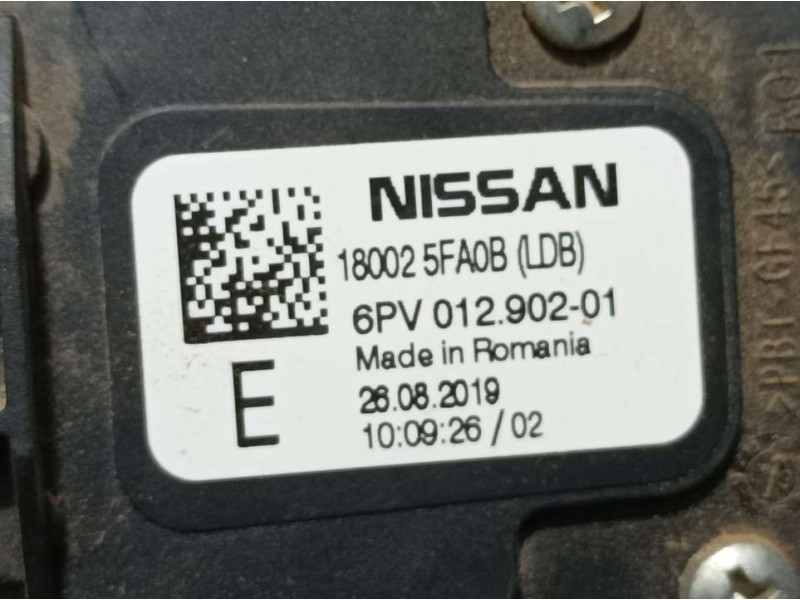 NISSAN
18002 5FA0B (LDB)
6PV 012.902-01
Made in Romania
26.08.2019
10:09:26 / 02
E